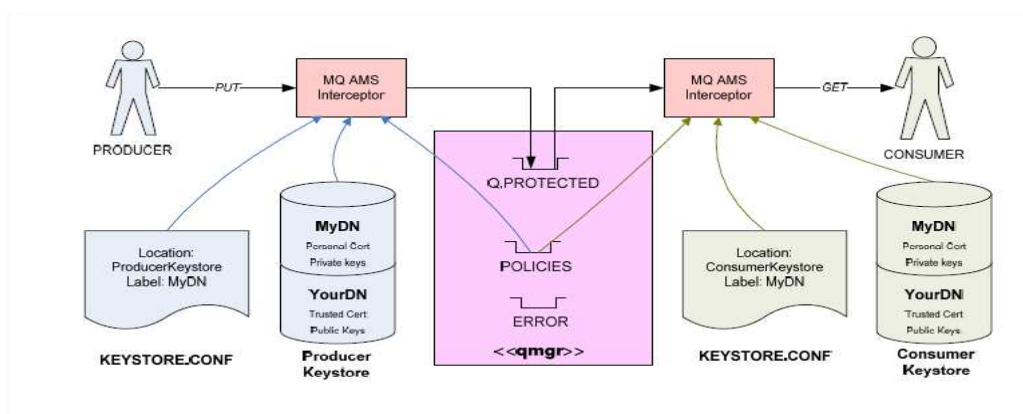 PRODUCER
PUT
MQ AMS
Interceptor
MQ AMS
Interceptor
GET
CONSUMER
Q.PROTECTED
POLICIES
ERROR
<<qmgr>>
Location:
ProducerKeystore
Label: MyDN
KEYSTORE.CONF
MyDN
Personal Cert
Private keys
YourDN
Trusted Cert
Public Keys
Producer
Keystore
Location:
ConsumerKeystore
Label: MyDN
KEYSTORE.CONF
MyDN
Personal Cert
Private keys
YourDN
Trusted Cert
Public Keys
Consumer
Keystore